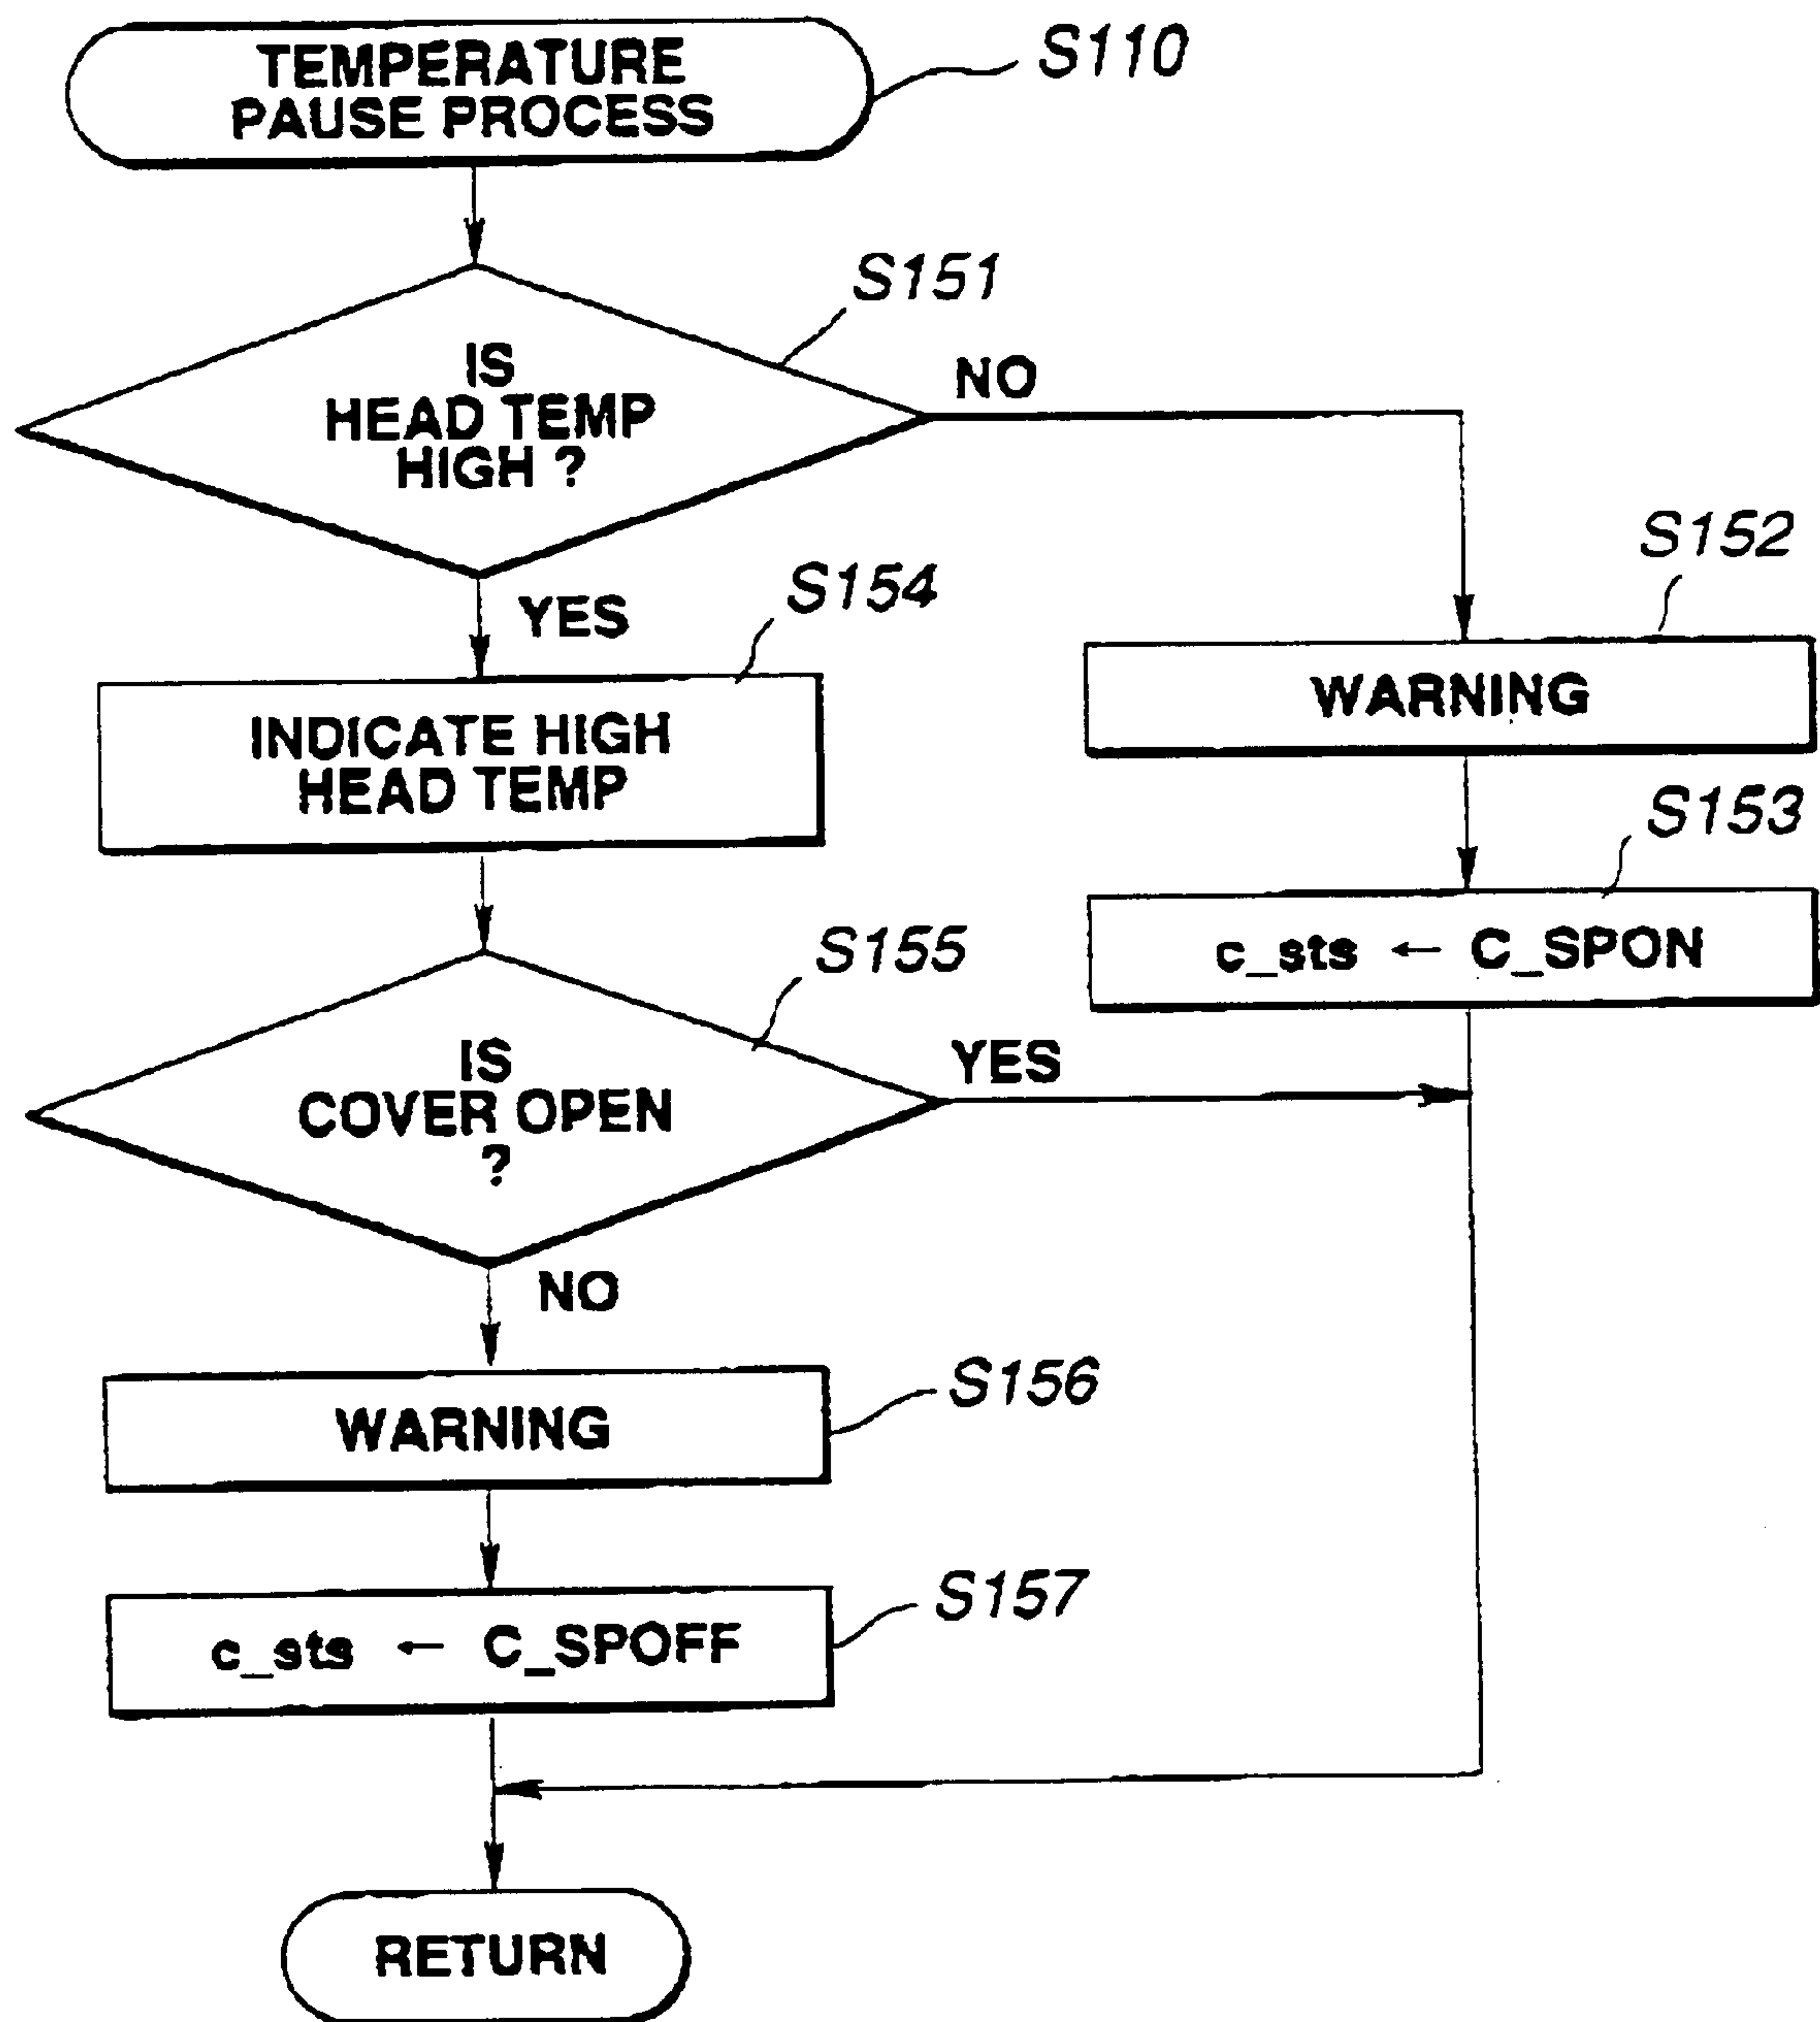 TEMPERATURE
PAUSE PROCESS
S110
S151
IS
HEAD TEMP
HIGH ?
NO
S152
S154
YES
WARNING
INDICATE HIGH
HEAD TEMP
S153
c_sts ← C_SPON
S155
IS
COVER OPEN
?
YES
NO
S156
WARNING
S157
c_sts ← C_SPOFF
RETURN